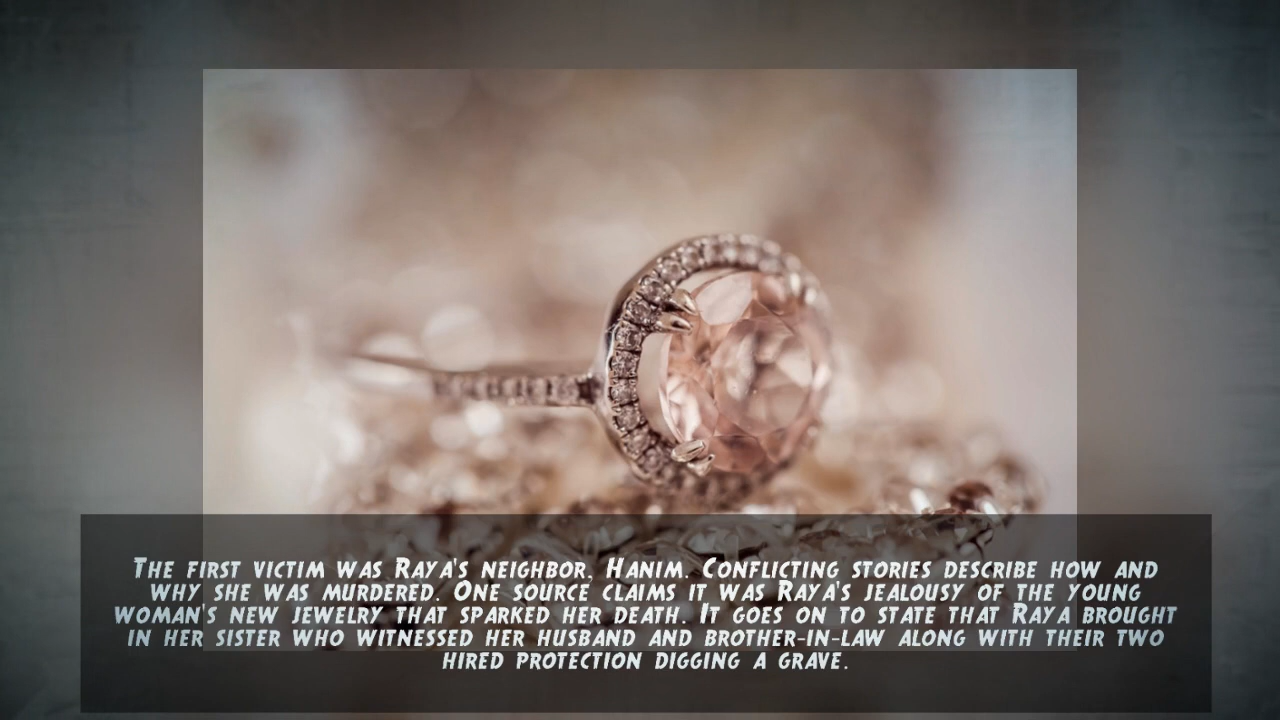 The first victim was Raya's neighbor, Hanim. Conflicting stories describe how and
why she was murdered. One source claims it was Raya's jealousy of the young
woman's new jewelry that sparked her death. It goes on to state that Raya brought
in her sister who witnessed her husband and brother-in-law along with their two
hired protection digging a grave.